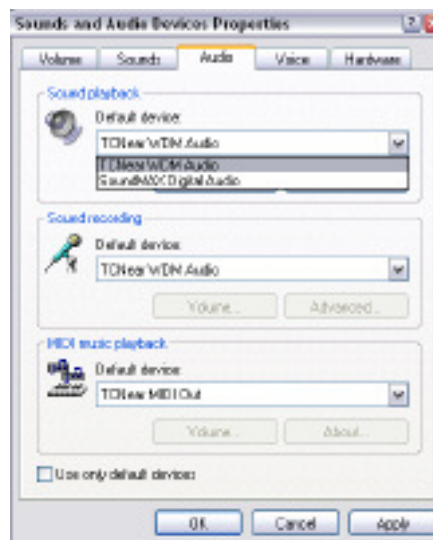 Sounds and Audio Devices Properties
Volume Sounds Audio Voice Hardware
Sound playback
Default device:
TCNear WDM Audio
TCNear WDM Audio
SoundMAX Digital Audio
Sound recording
Default device:
TCNear WDM Audio
Volume... Advanced...
MIDI music playback
Default device:
TCNear MIDI Out
Volume... About...
Use only default devices
OK Cancel Apply